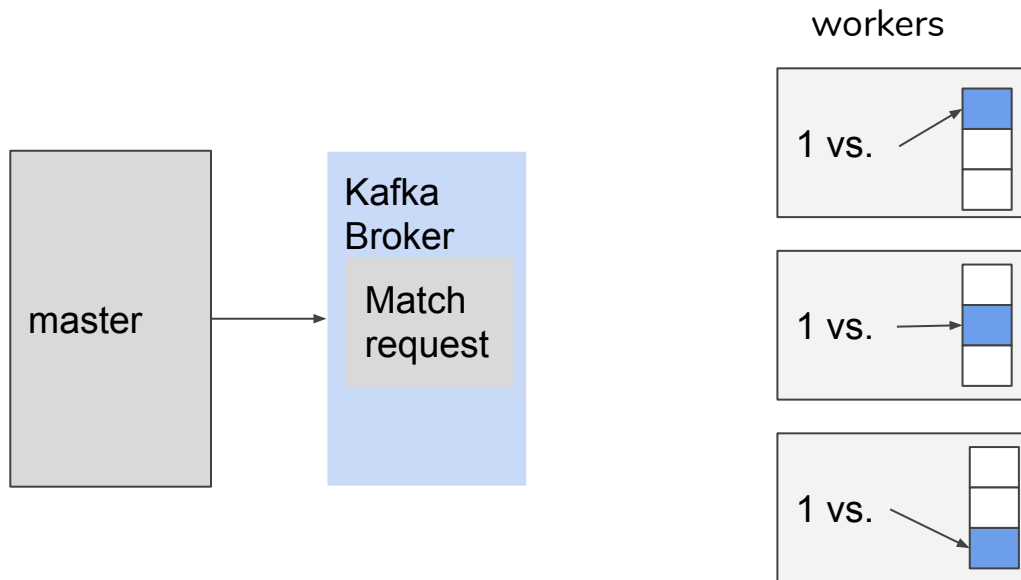 workers
master
Kafka
Broker
Match
request
1 vs.
1 vs.
1 vs.